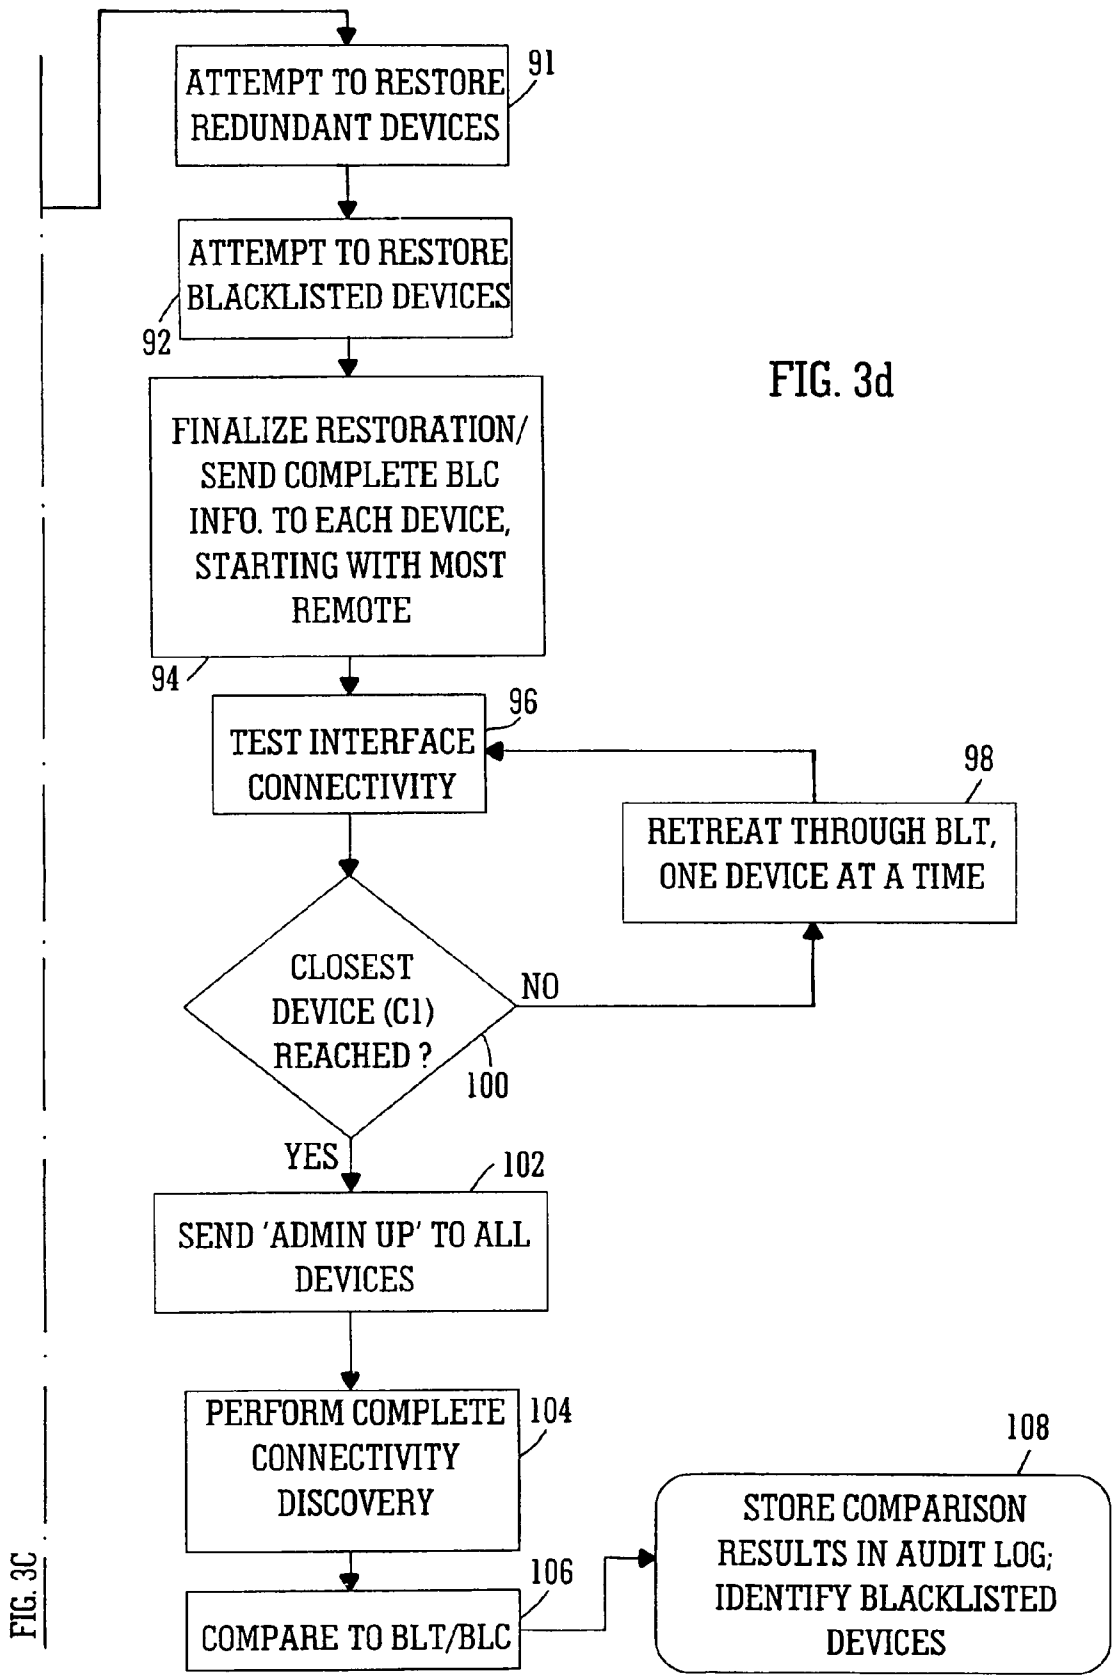 91
ATTEMPT TO RESTORE
REDUNDANT DEVICES
ATTEMPT TO RESTORE
BLACKLISTED DEVICES
92
FIG. 3d
FINALIZE RESTORATION/
SEND COMPLETE BLC
INFO. TO EACH DEVICE,
STARTING WITH MOST
REMOTE
94
96
TEST INTERFACE
CONNECTIVITY
98
RETREAT THROUGH BLT,
ONE DEVICE AT A TIME
CLOSEST
DEVICE (C1)
REACHED ?
NO
100
YES
102
SEND 'ADMIN UP' TO ALL
DEVICES
104
PERFORM COMPLETE
CONNECTIVITY
DISCOVERY
106
COMPARE TO BLT/BLC
108
STORE COMPARISON
RESULTS IN AUDIT LOG;
IDENTIFY BLACKLISTED
DEVICES
FIG. 3C